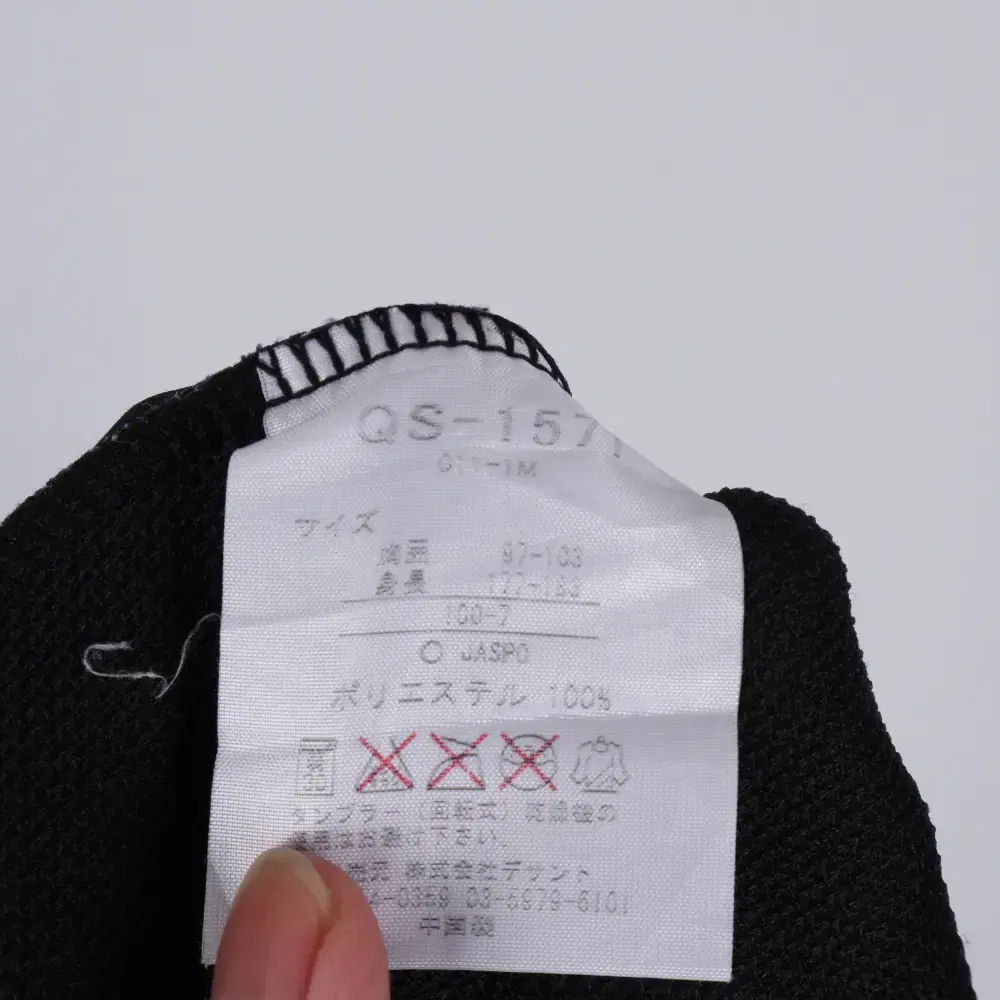 QS-157
サイズ
胸囲 97-103
身長 177-183
100-7
○ JASPO
ポリエステル 100%
タンブラー (回転式) 乾燥機の
使用はお避け下さい。
株式会社デサント
-0359 03-5979-6101
中国製